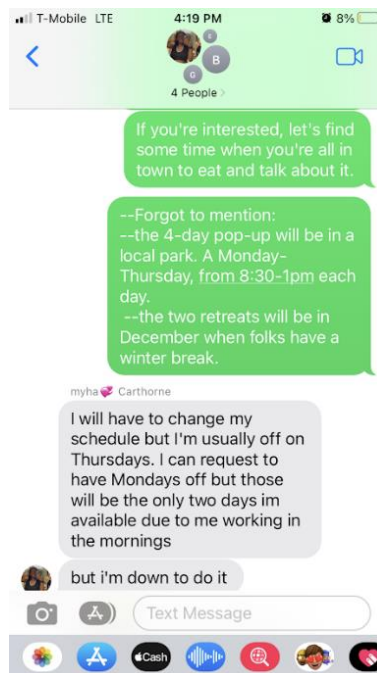 T-Mobile LTE
4:19 PM
8%
E
B
G
4 People >
If you're interested, let's find
some time when you're all in
town to eat and talk about it.
--Forgot to mention:
--the 4-day pop-up will be in a
local park. A Monday-
Thursday, from 8:30-1pm each
day.
--the two retreats will be in
December when folks have a
winter break.
myha💞 Carthorne
I will have to change my
schedule but I'm usually off on
Thursdays. I can request to
have Mondays off but those
will be the only two days im
available due to me working in
the mornings
but i'm down to do it
Text Message
Cash